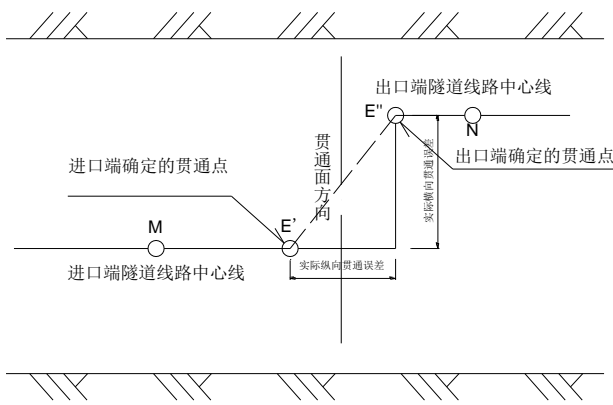 出口端隧道线路中心线
E"
N
贯通面方向
实际横向贯通误差
出口端确定的贯通点
进口端确定的贯通点
M
E'
进口端隧道线路中心线
实际纵向贯通误差